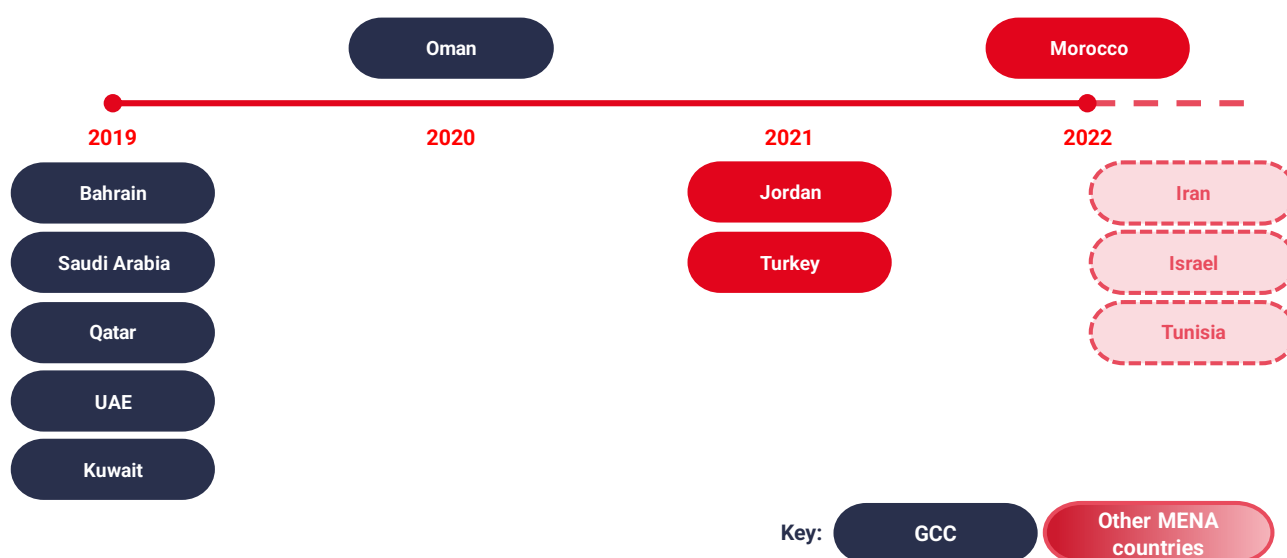 Oman
Morocco
2019
2020
2021
2022
Bahrain
Jordan
Iran
Saudi Arabia
Turkey
Israel
Qatar
Tunisia
UAE
Kuwait
Key:
GCC
Other MENA
countries